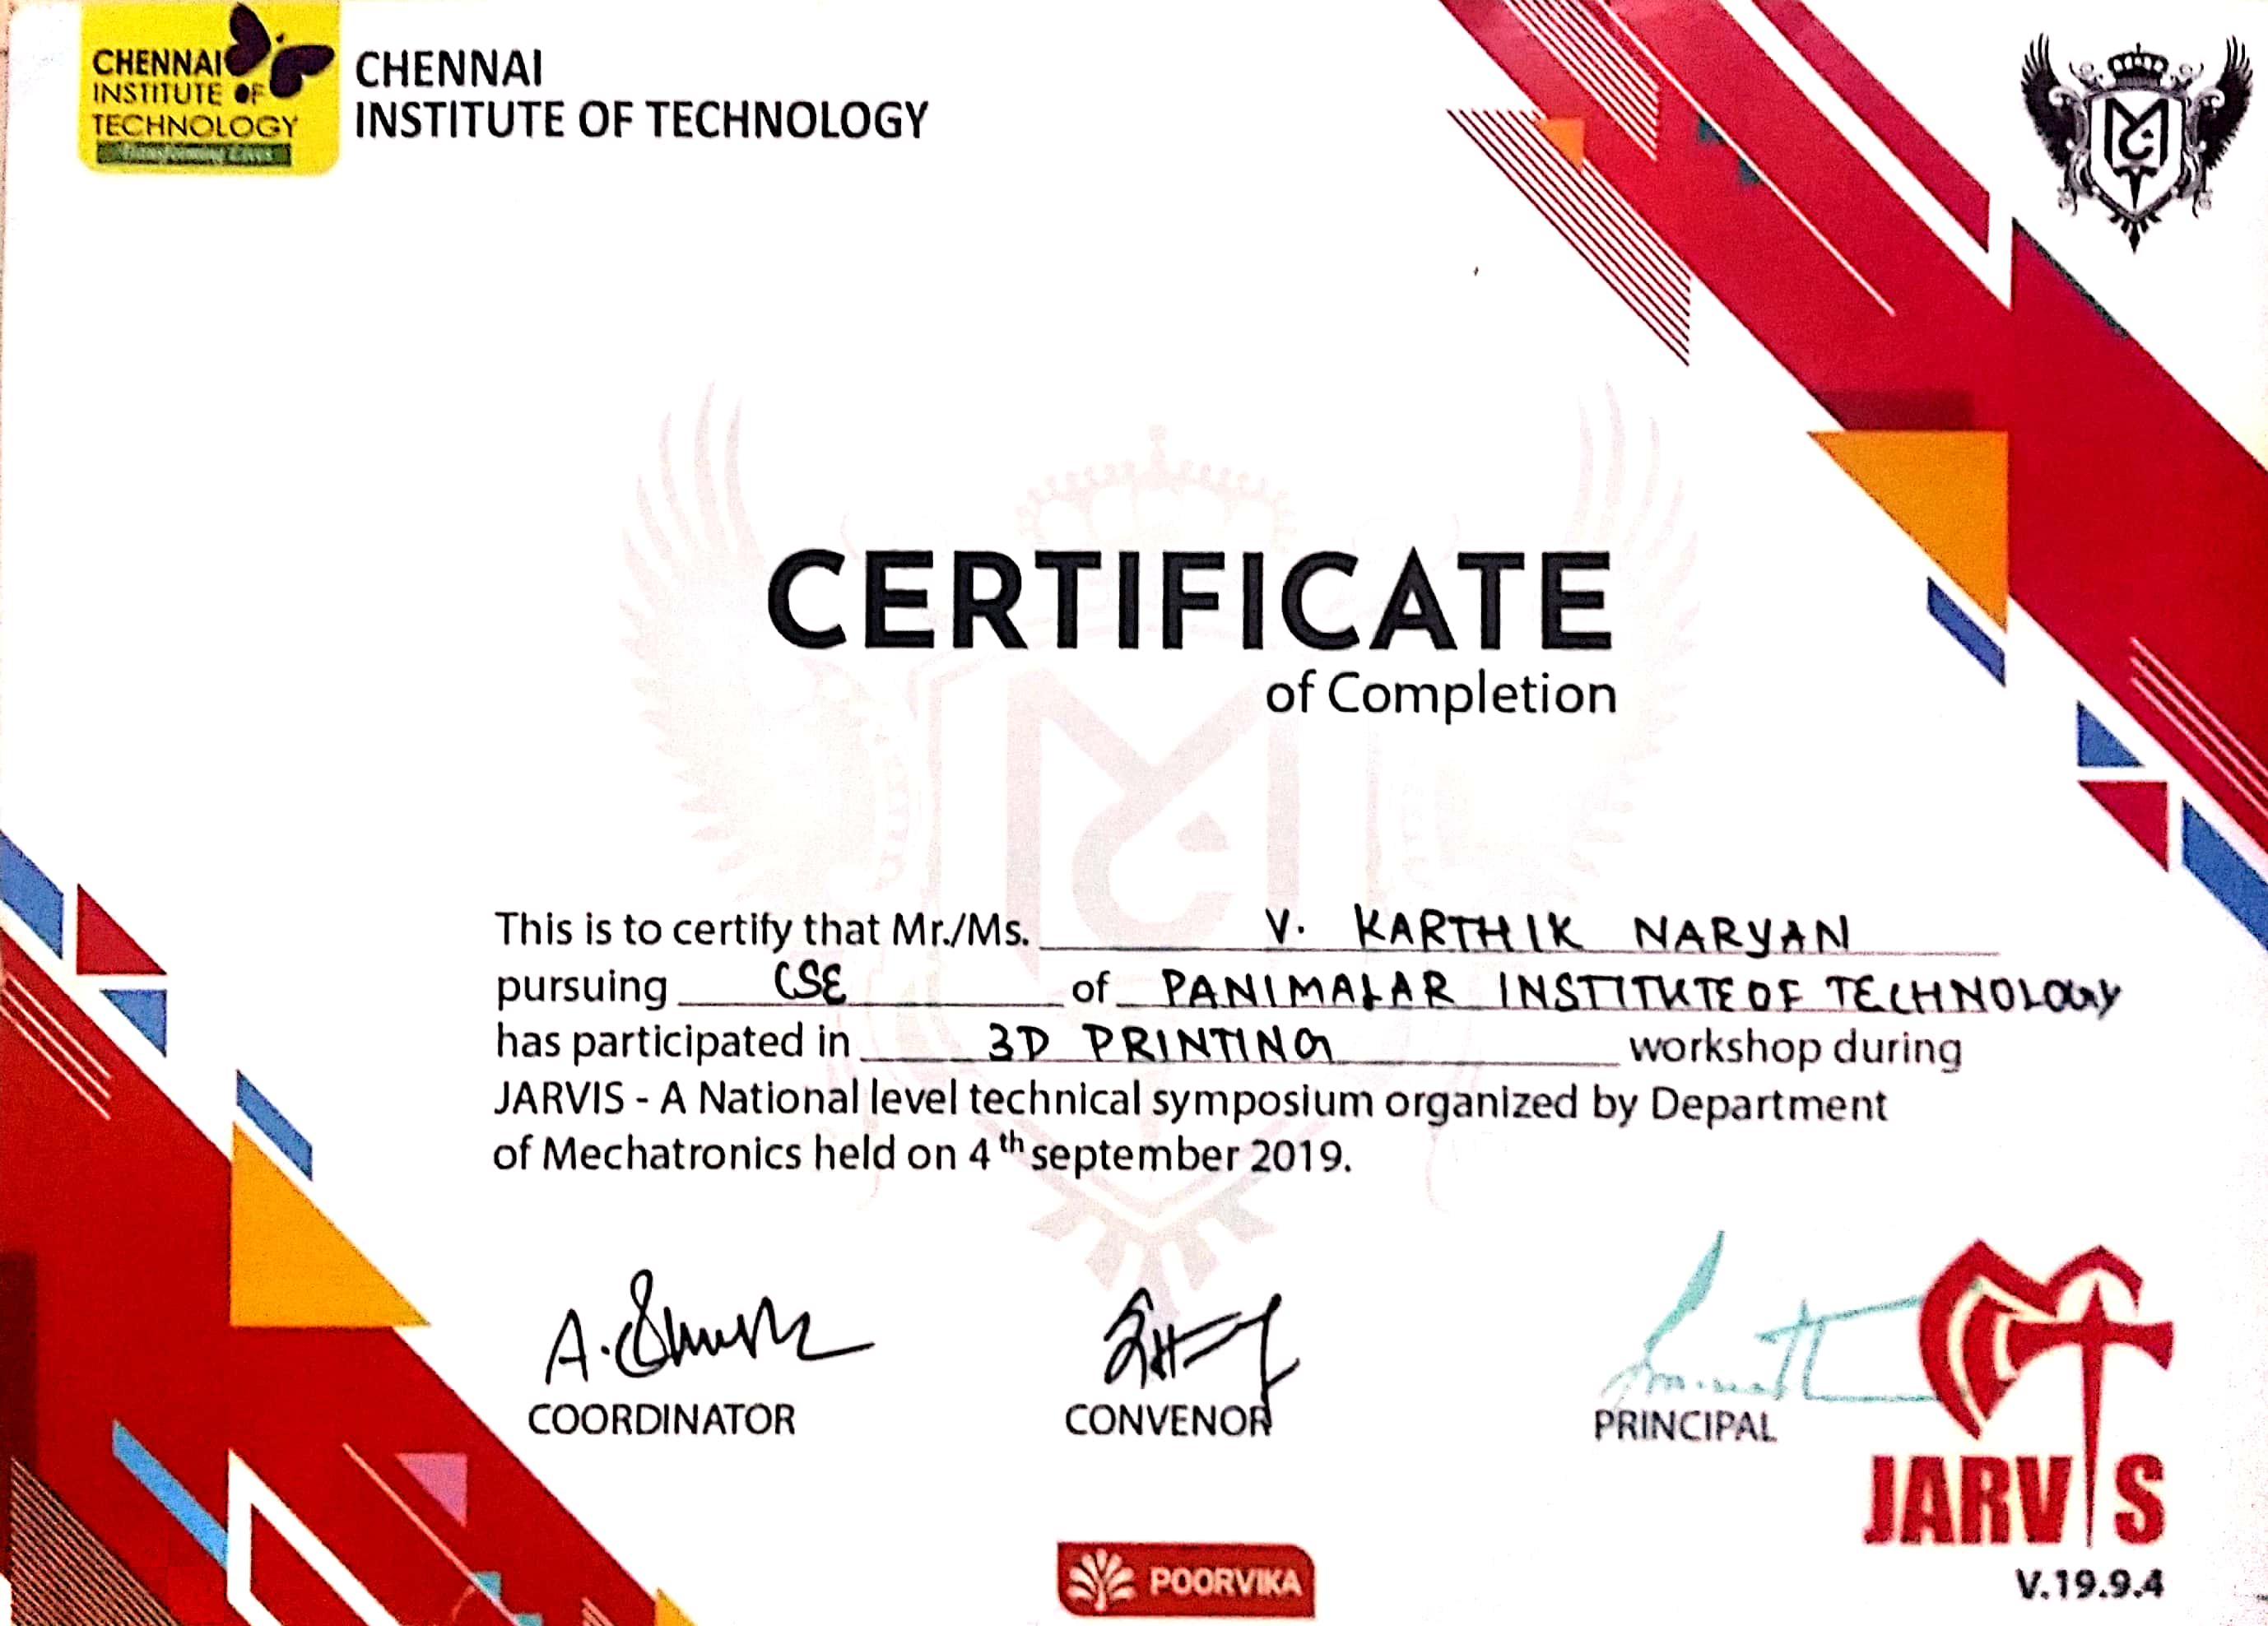 CHENNAI
INSTITUTE OF
TECHNOLOGY
Transforming Lives
CHENNAI
INSTITUTE OF TECHNOLOGY
CERTIFICATE
of Completion
This is to certify that Mr./Ms. V. KARTHIK NARYAN
pursuing CSE of PANIMALAR INSTITUTE OF TECHNOLOGY
has participated in 3D PRINTING workshop during
JARVIS - A National level technical symposium organized by Department
of Mechatronics held on 4th september 2019.
COORDINATOR
CONVENOR
PRINCIPAL
JARVIS
V.19.9.4
POORVIKA